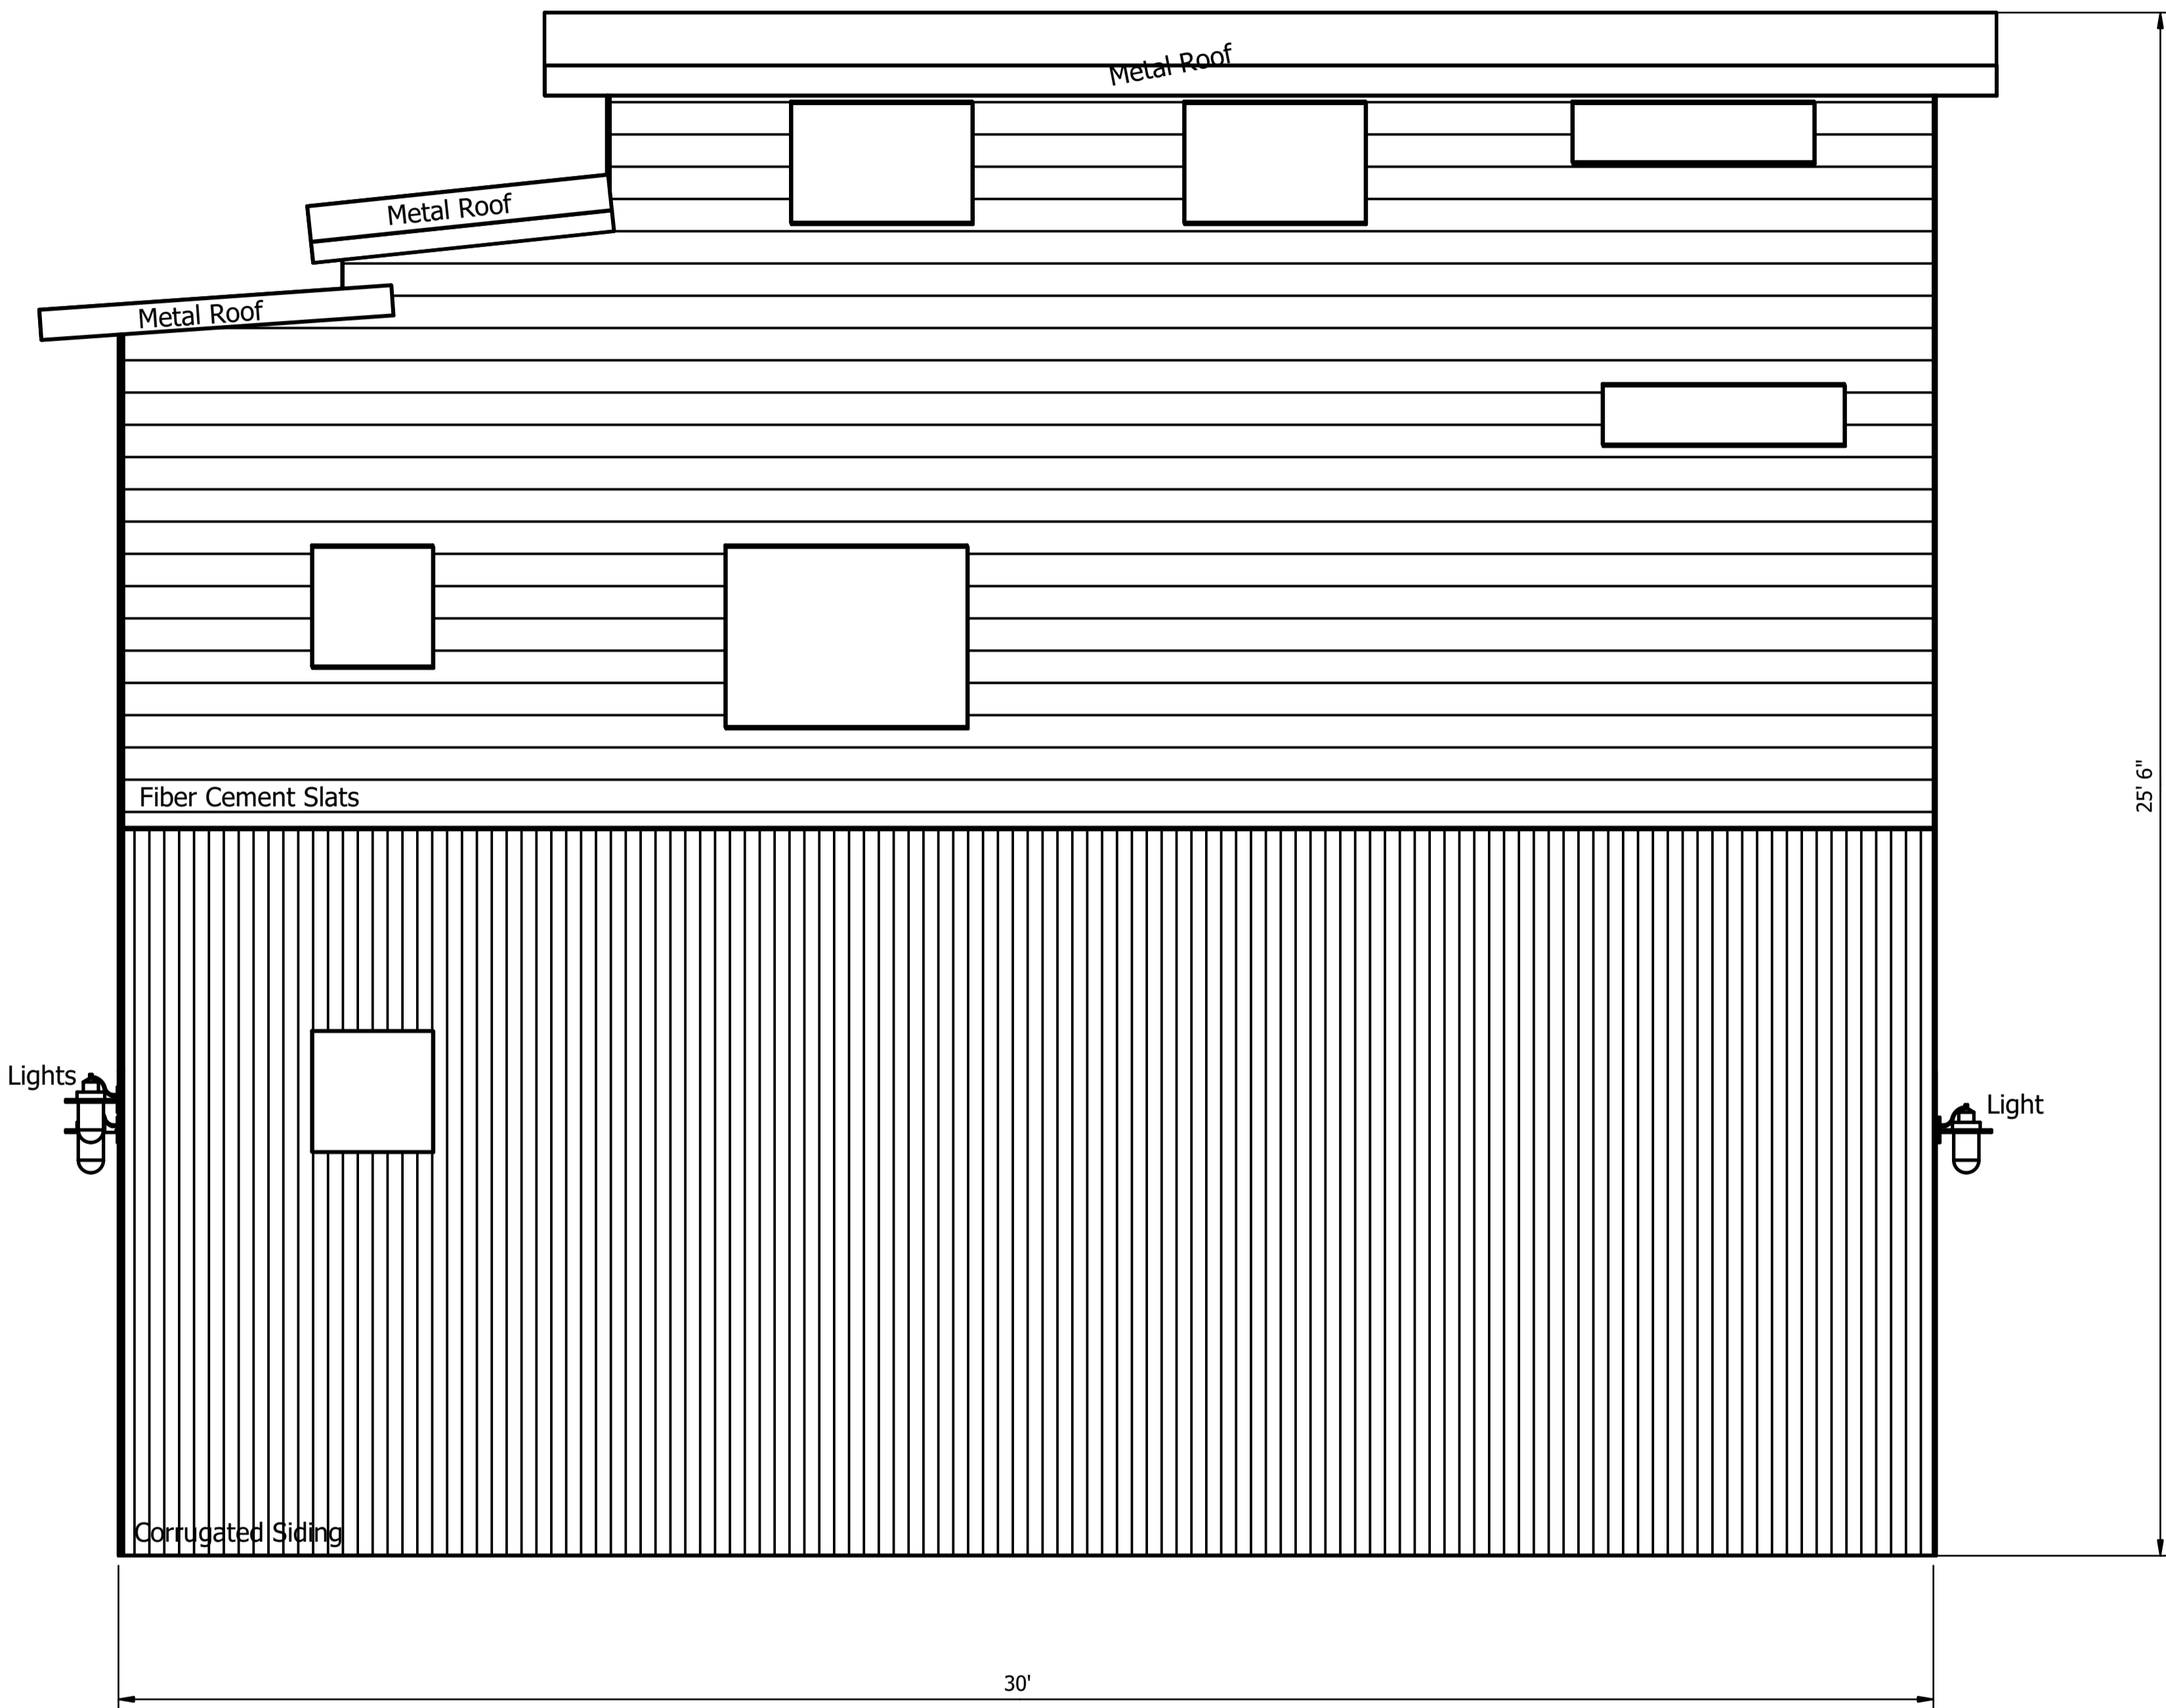 Metal Roof
Metal Roof
Metal Roof
25' 6"
Fiber Cement Slats
Lights
Light
Corrugated Siding
30'